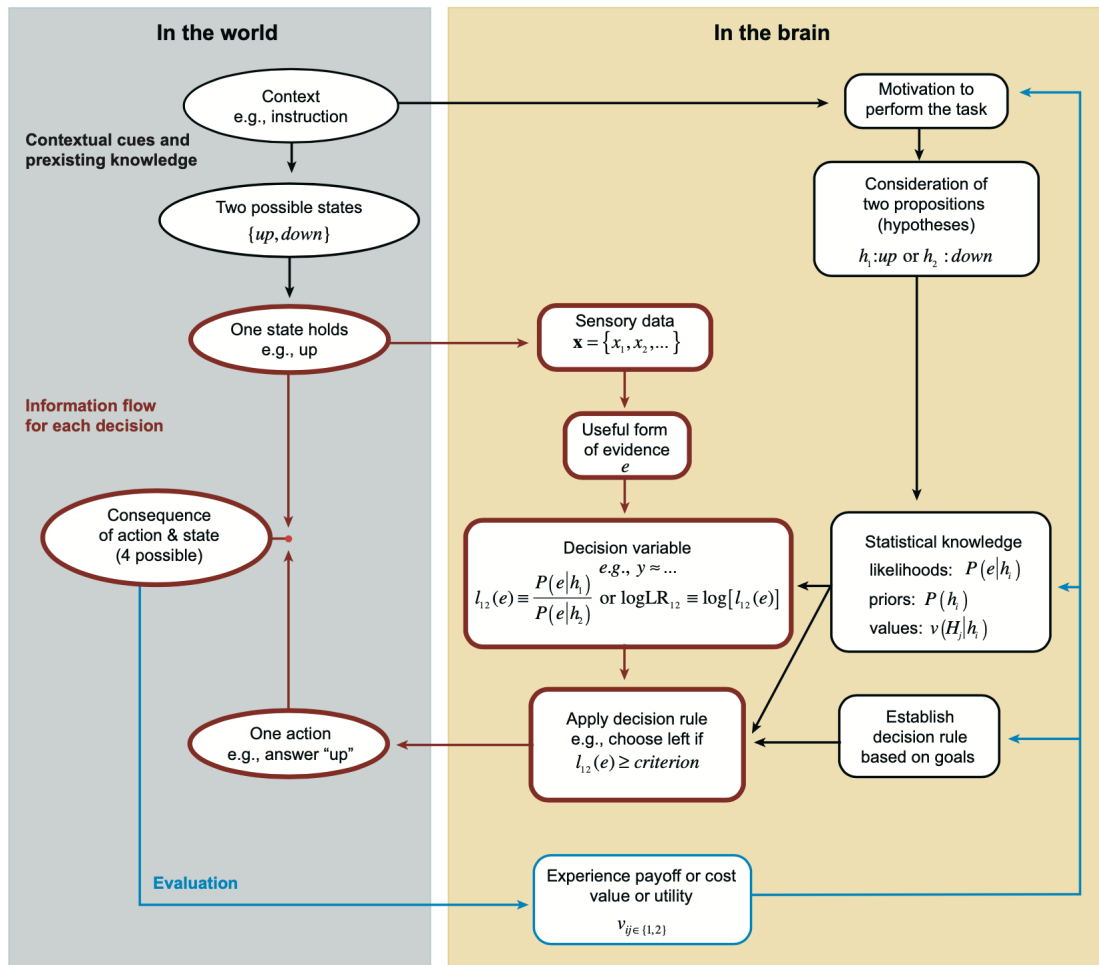 In the world
In the brain
Context
e.g., instruction
Motivation to
perform the task
Contextual cues and
prexisting knowledge
Two possible states
{up, down}
Consideration of
two propositions
(hypotheses)
h₁:up or h₂ : down
One state holds
e.g., up
Sensory data
x = {x₁, x₂, ...}
Information flow
for each decision
Useful form
of evidence
e
Consequence
of action & state
(4 possible)
Decision variable
e.g., y ≈ ...
l₁₂(e) ≡ P(e|h₁) / P(e|h₂) or logLR₁₂ ≡ log[l₁₂(e)]
Statistical knowledge
likelihoods: P(e|hᵢ)
priors: P(hᵢ)
values: v(Hⱼ|hᵢ)
One action
e.g., answer “up”
Apply decision rule
e.g., choose left if
l₁₂(e) ≥ criterion
Establish
decision rule
based on goals
Evaluation
Experience payoff or cost
value or utility
v_{ij∈{1,2}}